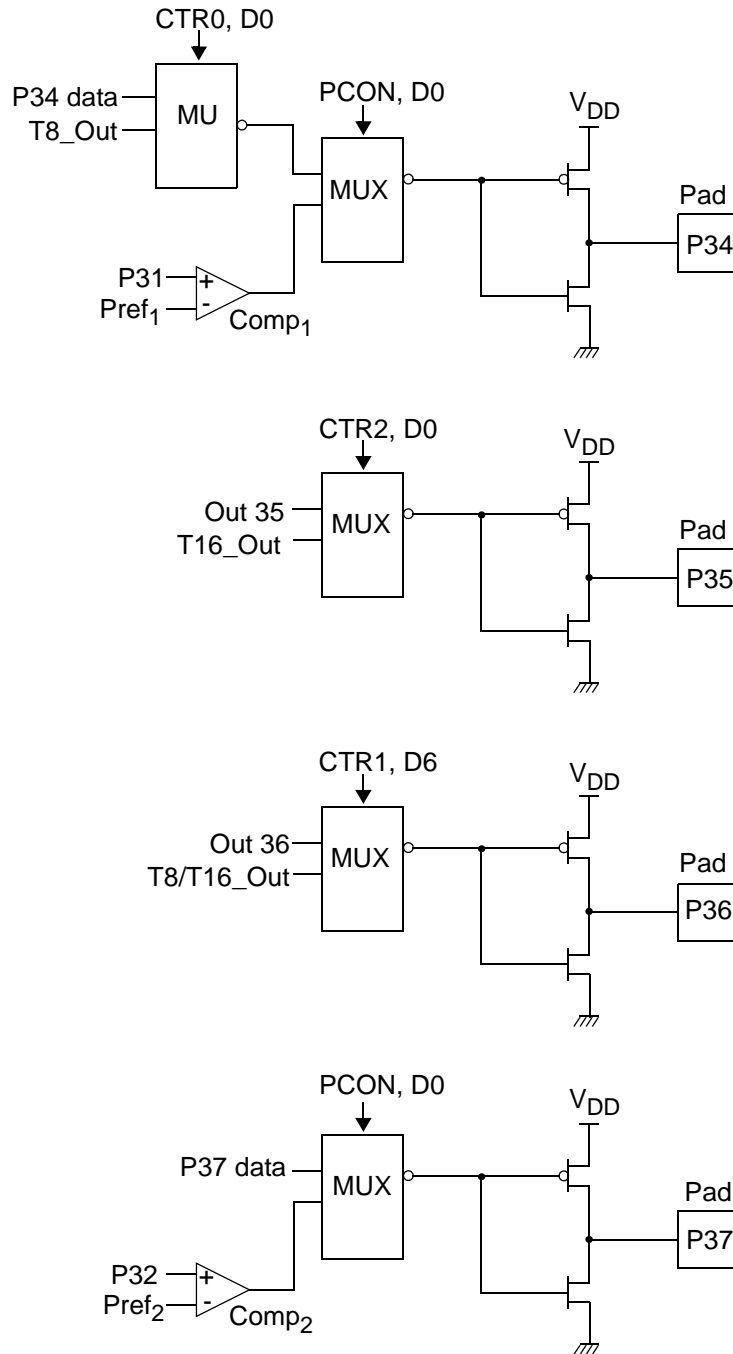 CTR0, D0
P34 data
T8_Out
MU
PCON, D0
MUX
VDD
Pad
P34
P31
Pref1
+
-
Comp1
CTR2, D0
Out 35
T16_Out
MUX
VDD
Pad
P35
CTR1, D6
Out 36
T8/T16_Out
MUX
VDD
Pad
P36
PCON, D0
P37 data
MUX
VDD
Pad
P37
P32
Pref2
+
-
Comp2